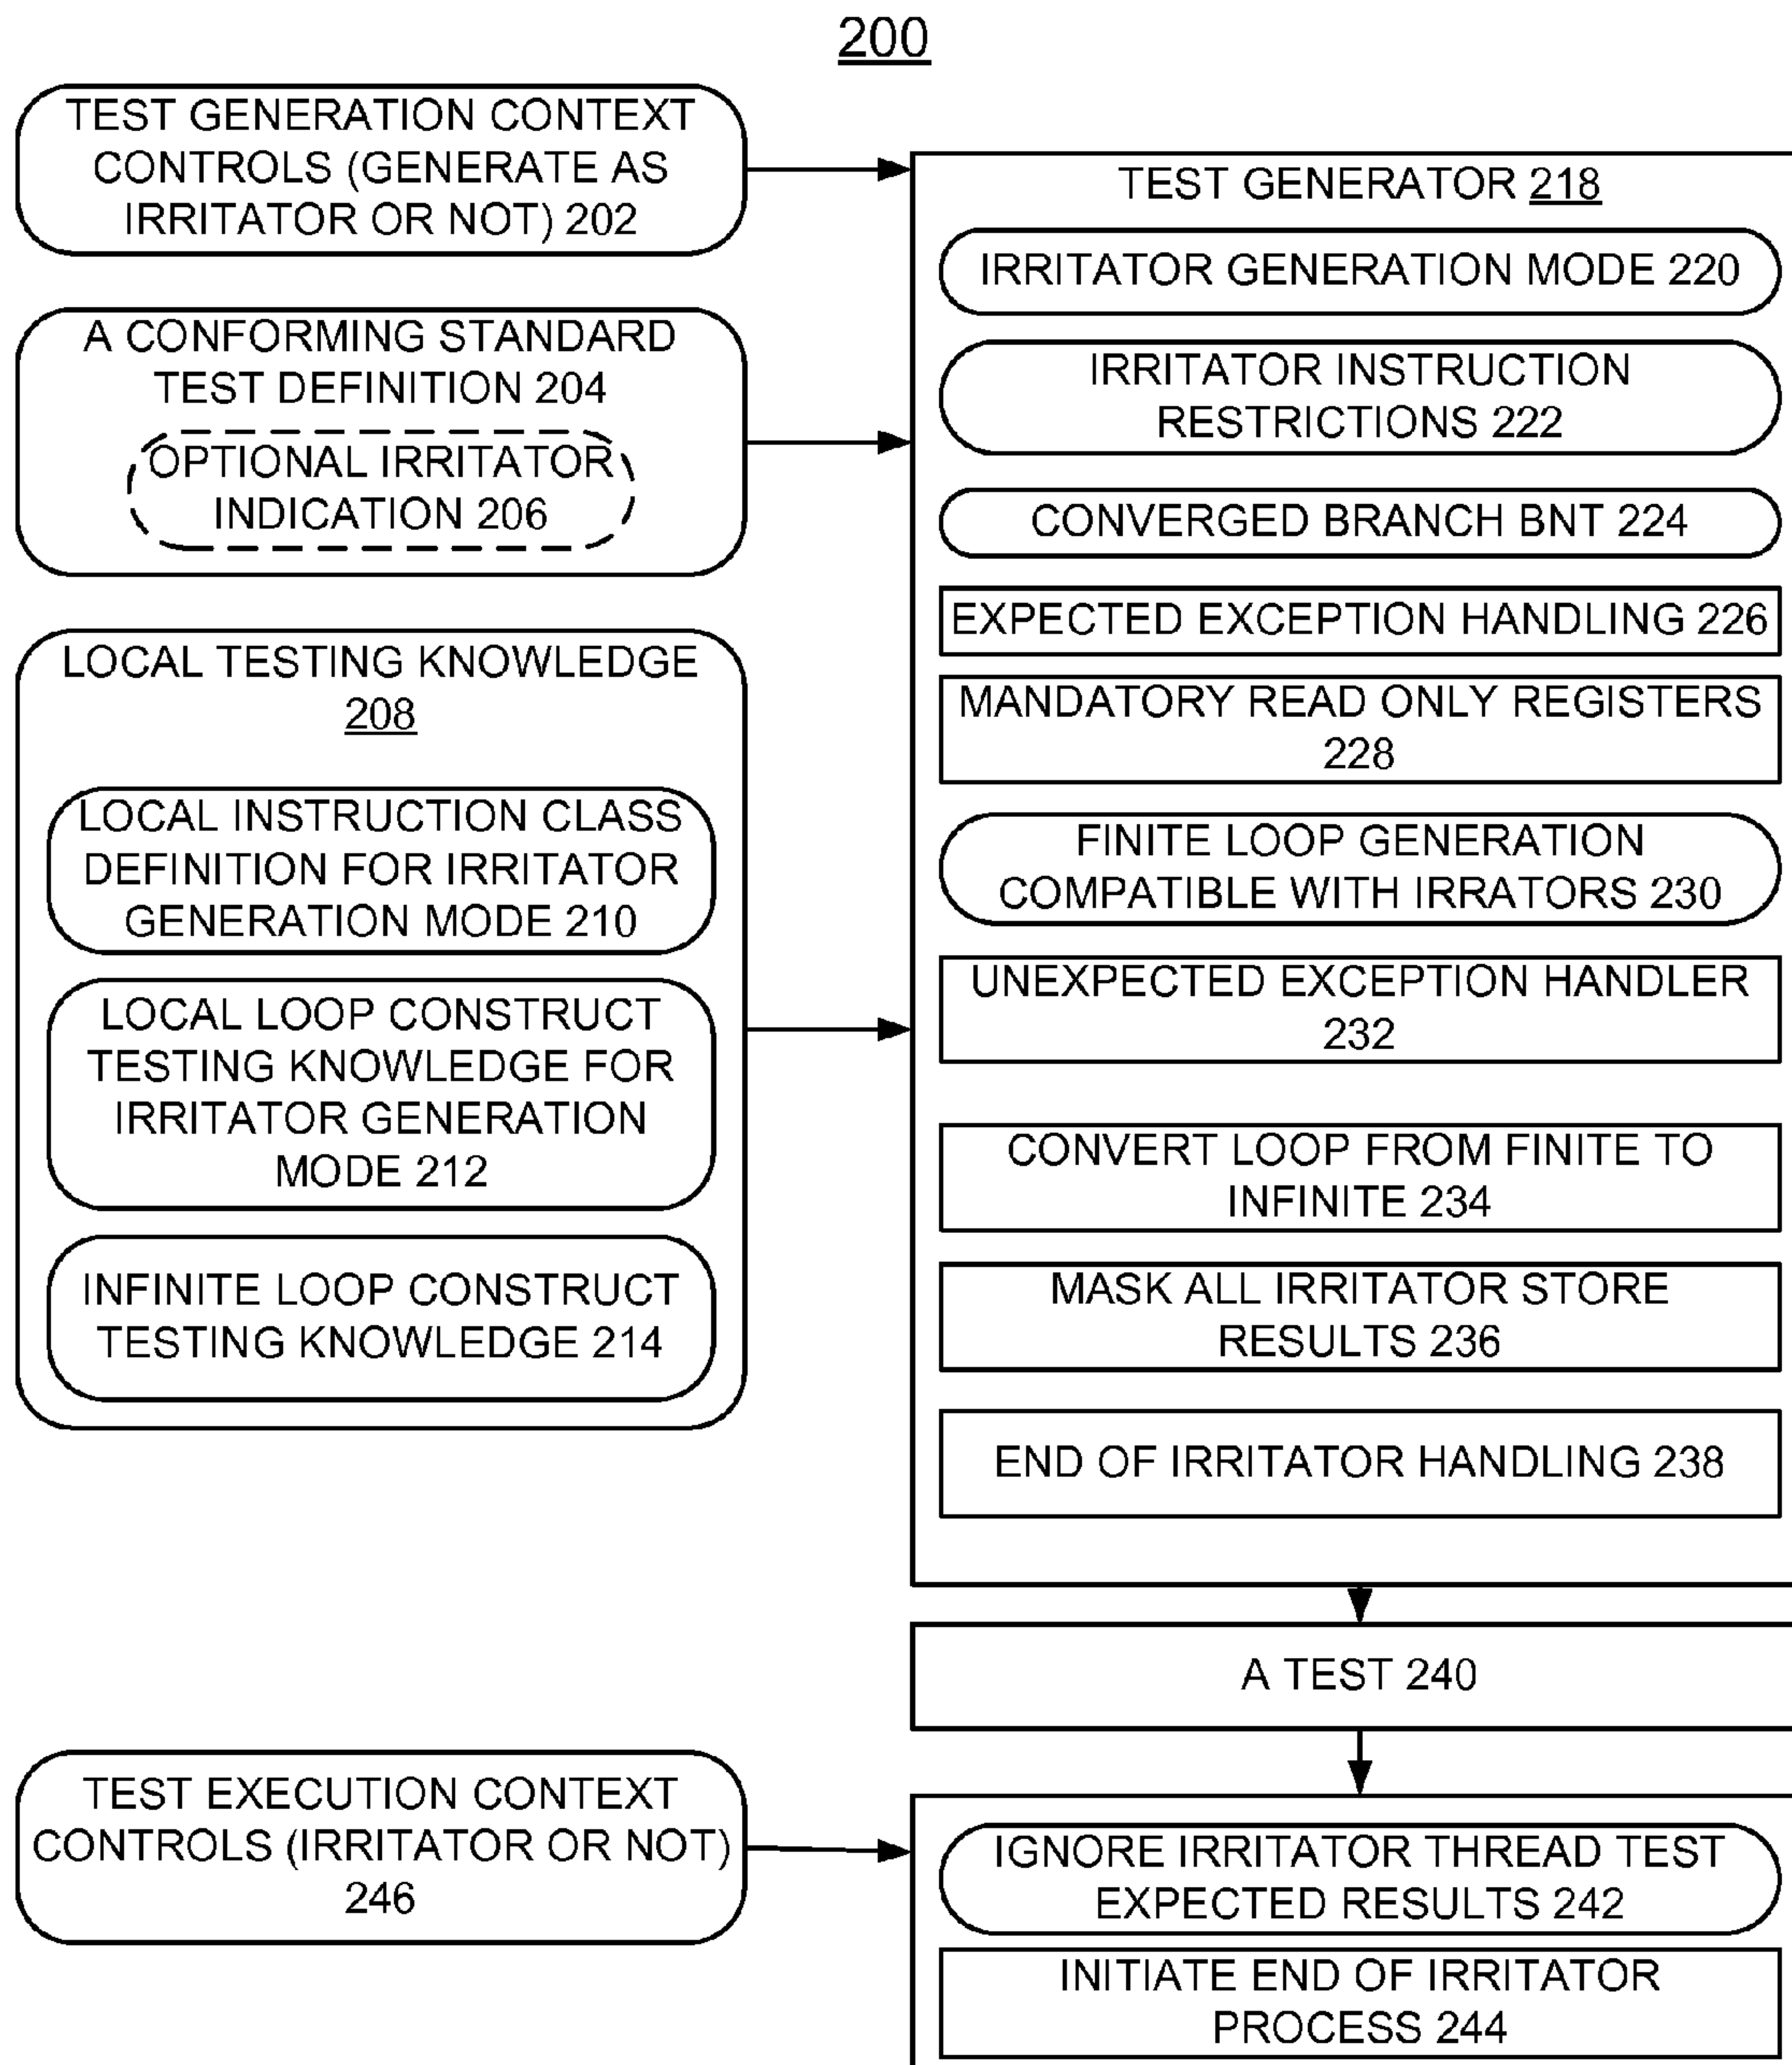 200
TEST GENERATION CONTEXT
CONTROLS (GENERATE AS
IRRITATOR OR NOT) 202
A CONFORMING STANDARD
TEST DEFINITION 204
OPTIONAL IRRITATOR
INDICATION 206
LOCAL TESTING KNOWLEDGE
208
LOCAL INSTRUCTION CLASS
DEFINITION FOR IRRITATOR
GENERATION MODE 210
LOCAL LOOP CONSTRUCT
TESTING KNOWLEDGE FOR
IRRITATOR GENERATION
MODE 212
INFINITE LOOP CONSTRUCT
TESTING KNOWLEDGE 214
TEST GENERATOR 218
IRRITATOR GENERATION MODE 220
IRRITATOR INSTRUCTION
RESTRICTIONS 222
CONVERGED BRANCH BNT 224
EXPECTED EXCEPTION HANDLING 226
MANDATORY READ ONLY REGISTERS
228
FINITE LOOP GENERATION
COMPATIBLE WITH IRRATORS 230
UNEXPECTED EXCEPTION HANDLER
232
CONVERT LOOP FROM FINITE TO
INFINITE 234
MASK ALL IRRITATOR STORE
RESULTS 236
END OF IRRITATOR HANDLING 238
A TEST 240
TEST EXECUTION CONTEXT
CONTROLS (IRRITATOR OR NOT)
246
IGNORE IRRITATOR THREAD TEST
EXPECTED RESULTS 242
INITIATE END OF IRRITATOR
PROCESS 244